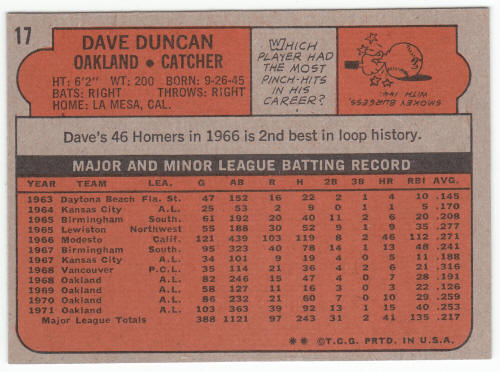 17
DAVE DUNCAN
OAKLAND • CATCHER
HT: 6'2" WT: 200 BORN: 9-26-45
BATS: RIGHT THROWS: RIGHT
HOME: LA MESA, CAL.
WHICH
PLAYER HAD
THE MOST
PINCH-HITS
IN HIS
CAREER?
SMOKEY BURGESS,
WITH 144.
Dave's 46 Homers in 1966 is 2nd best in loop history.
MAJOR AND MINOR LEAGUE BATTING RECORD
YEAR TEAM LEA. G AB R H 2B 3B HR RBI AVG.
1963 Daytona Beach Fla. St. 47 152 16 22 2 1 4 10 .145
1964 Kansas City A.L. 25 53 2 9 0 1 1 5 .170
1965 Birmingham South. 61 192 20 40 11 2 6 20 .208
1965 Lewiston Northwest 55 188 30 52 9 1 9 35 .277
1966 Modesto Calif. 121 439 103 119 8 2 46 112 .271
1967 Birmingham South. 95 323 40 78 14 1 13 48 .241
1967 Kansas City A.L. 34 101 9 19 4 0 5 11 .188
1968 Vancouver P.C.L. 35 114 21 36 4 2 6 21 .316
1968 Oakland A.L. 82 246 15 47 4 0 7 28 .191
1969 Oakland A.L. 58 127 11 16 3 0 3 22 .126
1970 Oakland A.L. 86 232 21 60 7 0 10 29 .259
1971 Oakland A.L. 103 363 39 92 13 1 15 40 .253
Major League Totals 388 1121 97 243 31 2 41 135 .217
** ©T.C.G. PRTD. IN U.S.A.